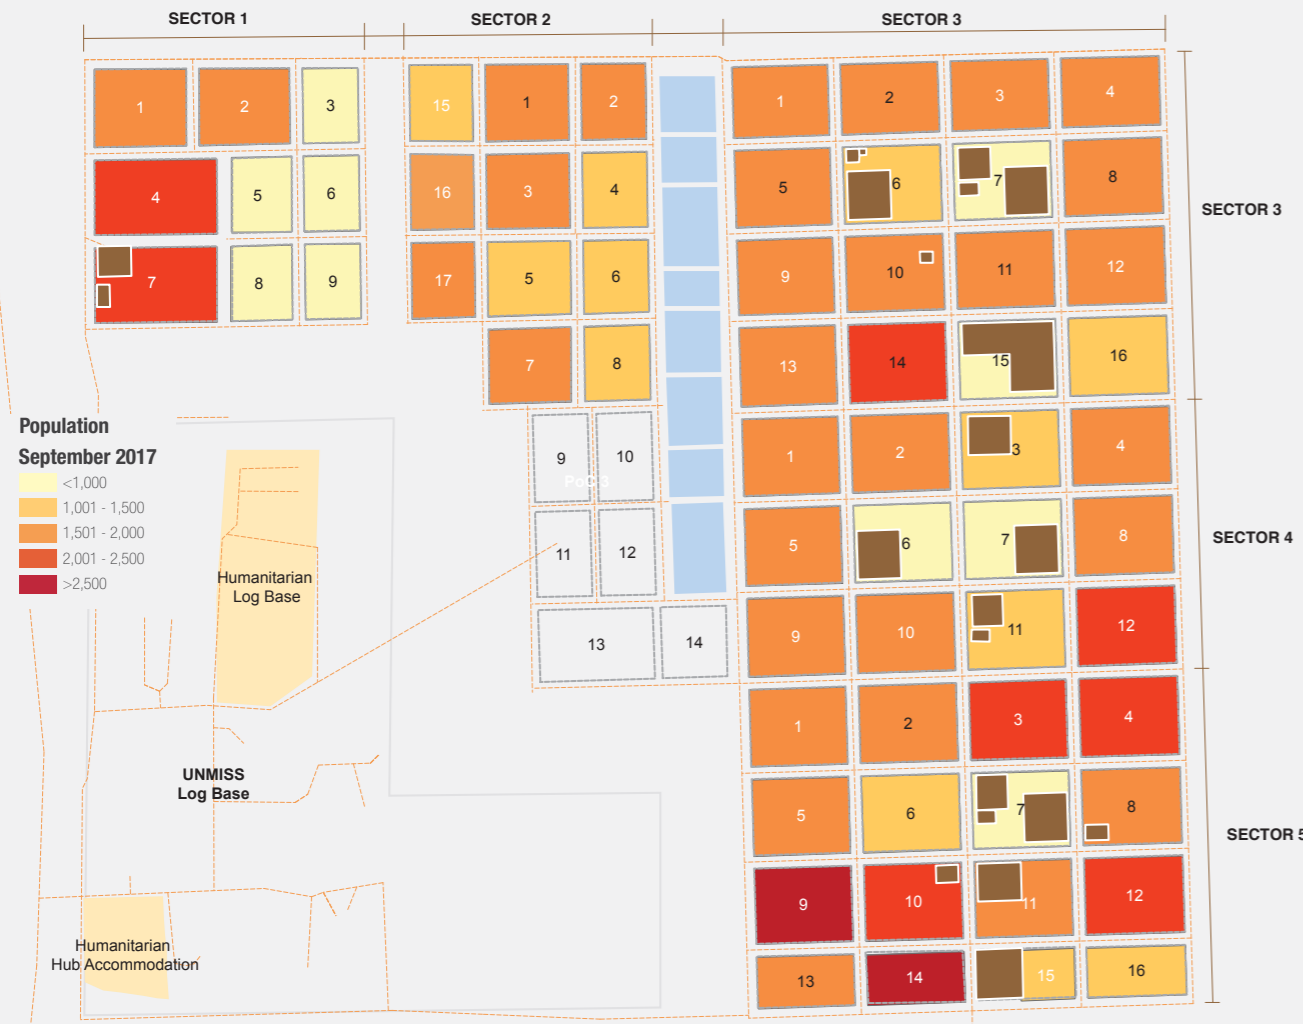 SECTOR 1
SECTOR 2
SECTOR 3
1 2 3
4 5 6
7 8 9
15 1 2
16 3 4
17 5 6
7 8
9 10
PoC 3
11 12
13 14
1 2 3 4
5 6 7 8
9 10 11 12
13 14 15 16
SECTOR 3
1 2 3 4
5 6 7 8
9 10 11 12
SECTOR 4
1 2 3 4
5 6 7 8
9 10 11 12
13 14 15 16
SECTOR 5
Population
September 2017
<1,000
1,001 - 1,500
1,501 - 2,000
2,001 - 2,500
>2,500
Humanitarian
Log Base
UNMISS
Log Base
Humanitarian
Hub Accommodation